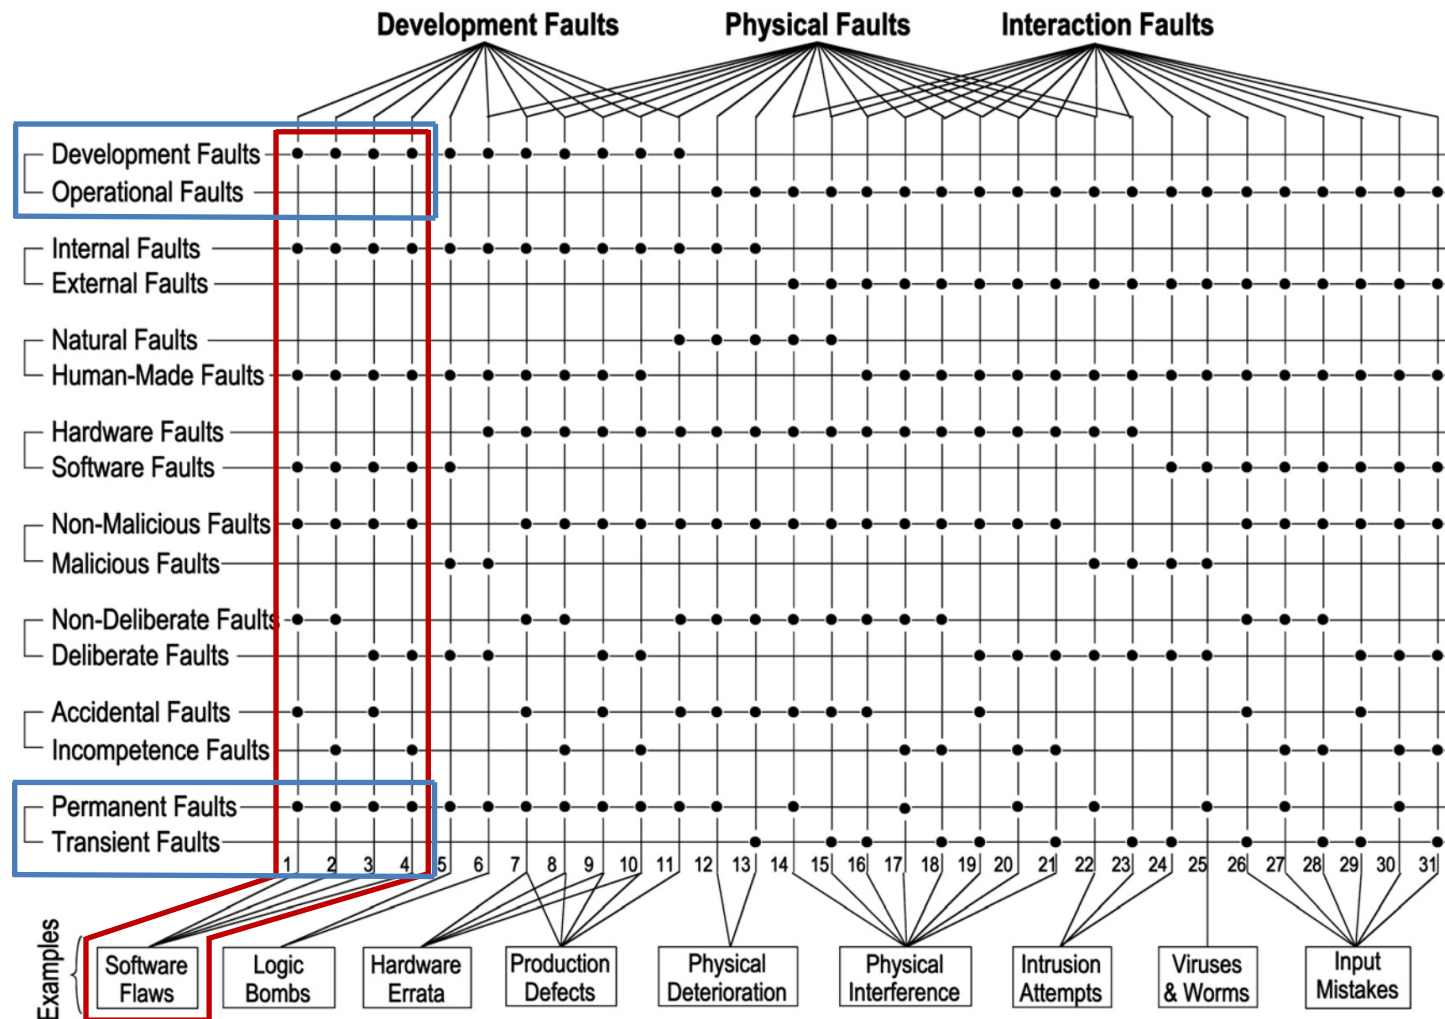 Development Faults Physical Faults Interaction Faults
Development Faults
Operational Faults
Internal Faults
External Faults
Natural Faults
Human-Made Faults
Hardware Faults
Software Faults
Non-Malicious Faults
Malicious Faults
Non-Deliberate Faults
Deliberate Faults
Accidental Faults
Incompetence Faults
Permanent Faults
Transient Faults
1 2 3 4 5 6 7 8 9 10 11 12 13 14 15 16 17 18 19 20 21 22 23 24 25 26 27 28 29 30 31
Examples
Software
Flaws
Logic
Bombs
Hardware
Errata
Production
Defects
Physical
Deterioration
Physical
Interference
Intrusion
Attempts
Viruses
& Worms
Input
Mistakes